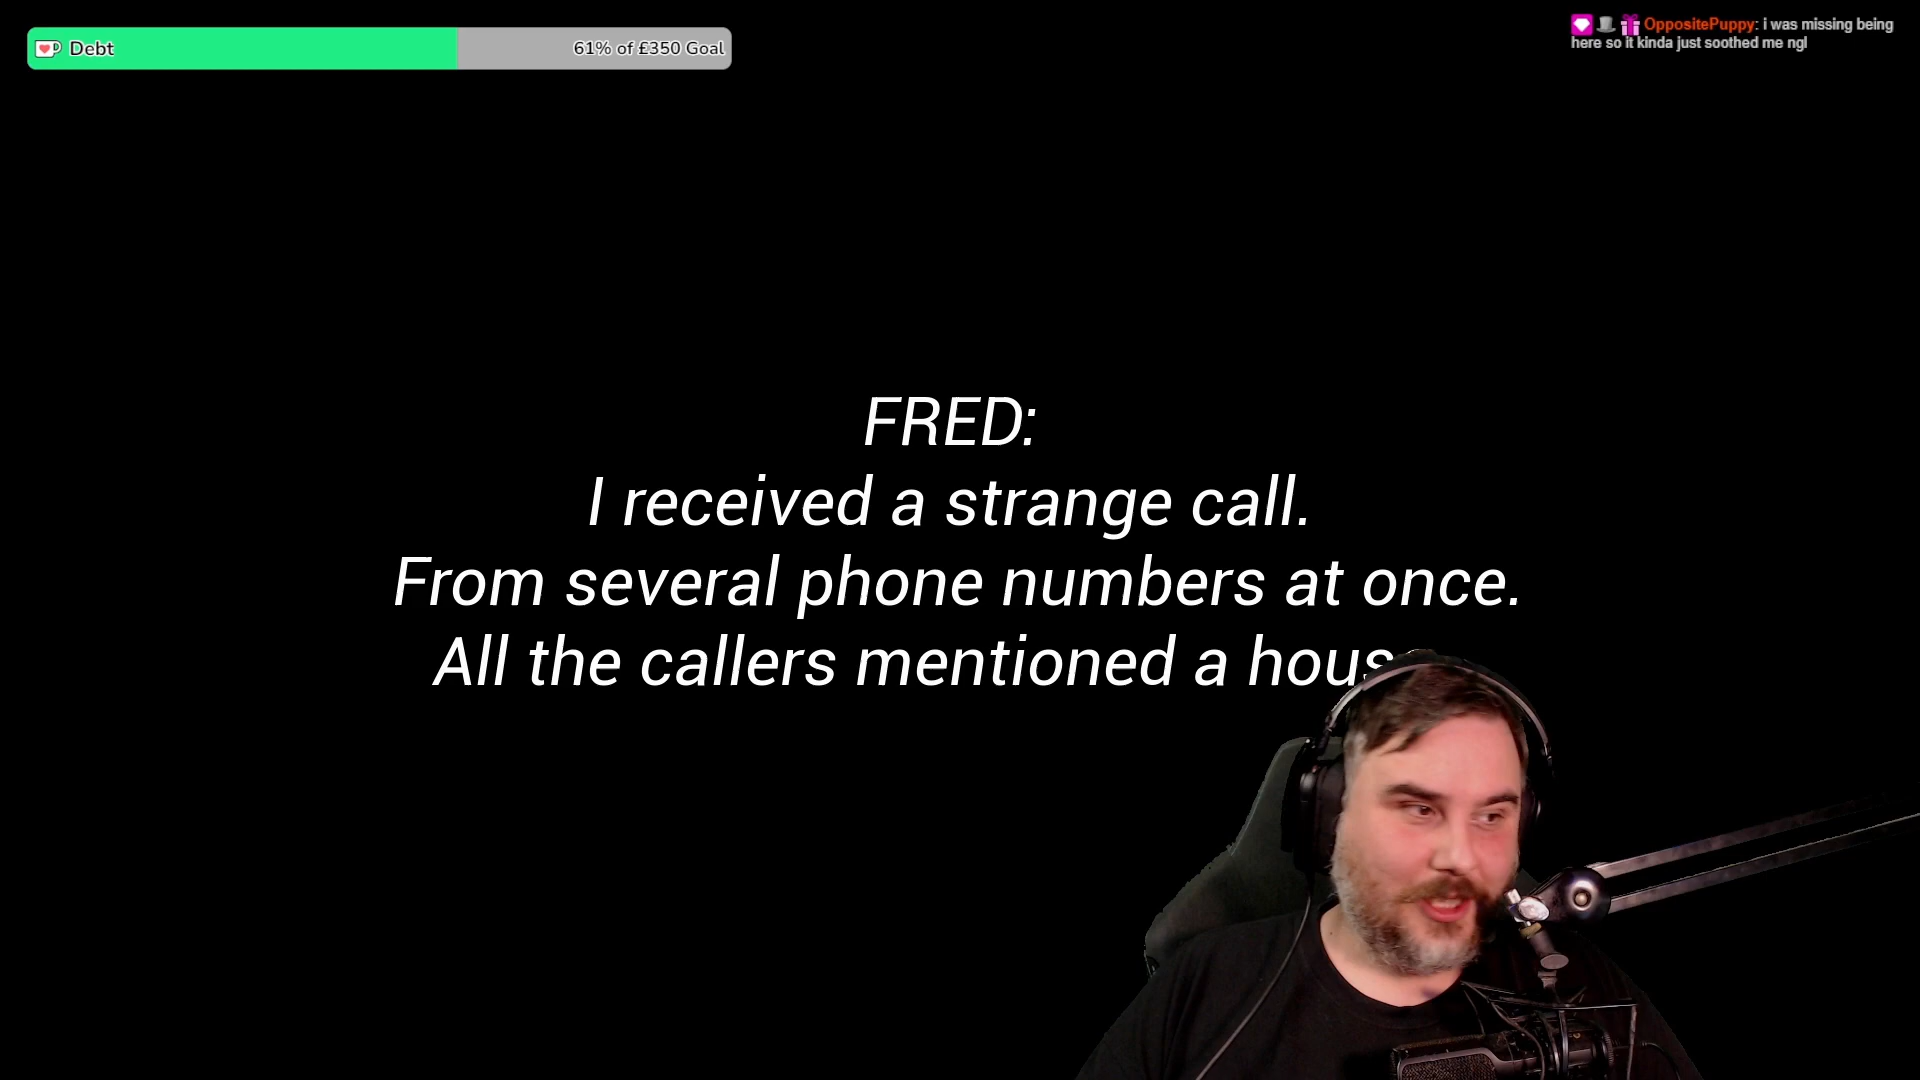 Debt
61% of £350 Goal
OppositePuppy: i was missing being
here so it kinda just soothed me ngl
FRED:
I received a strange call.
From several phone numbers at once.
All the callers mentioned a